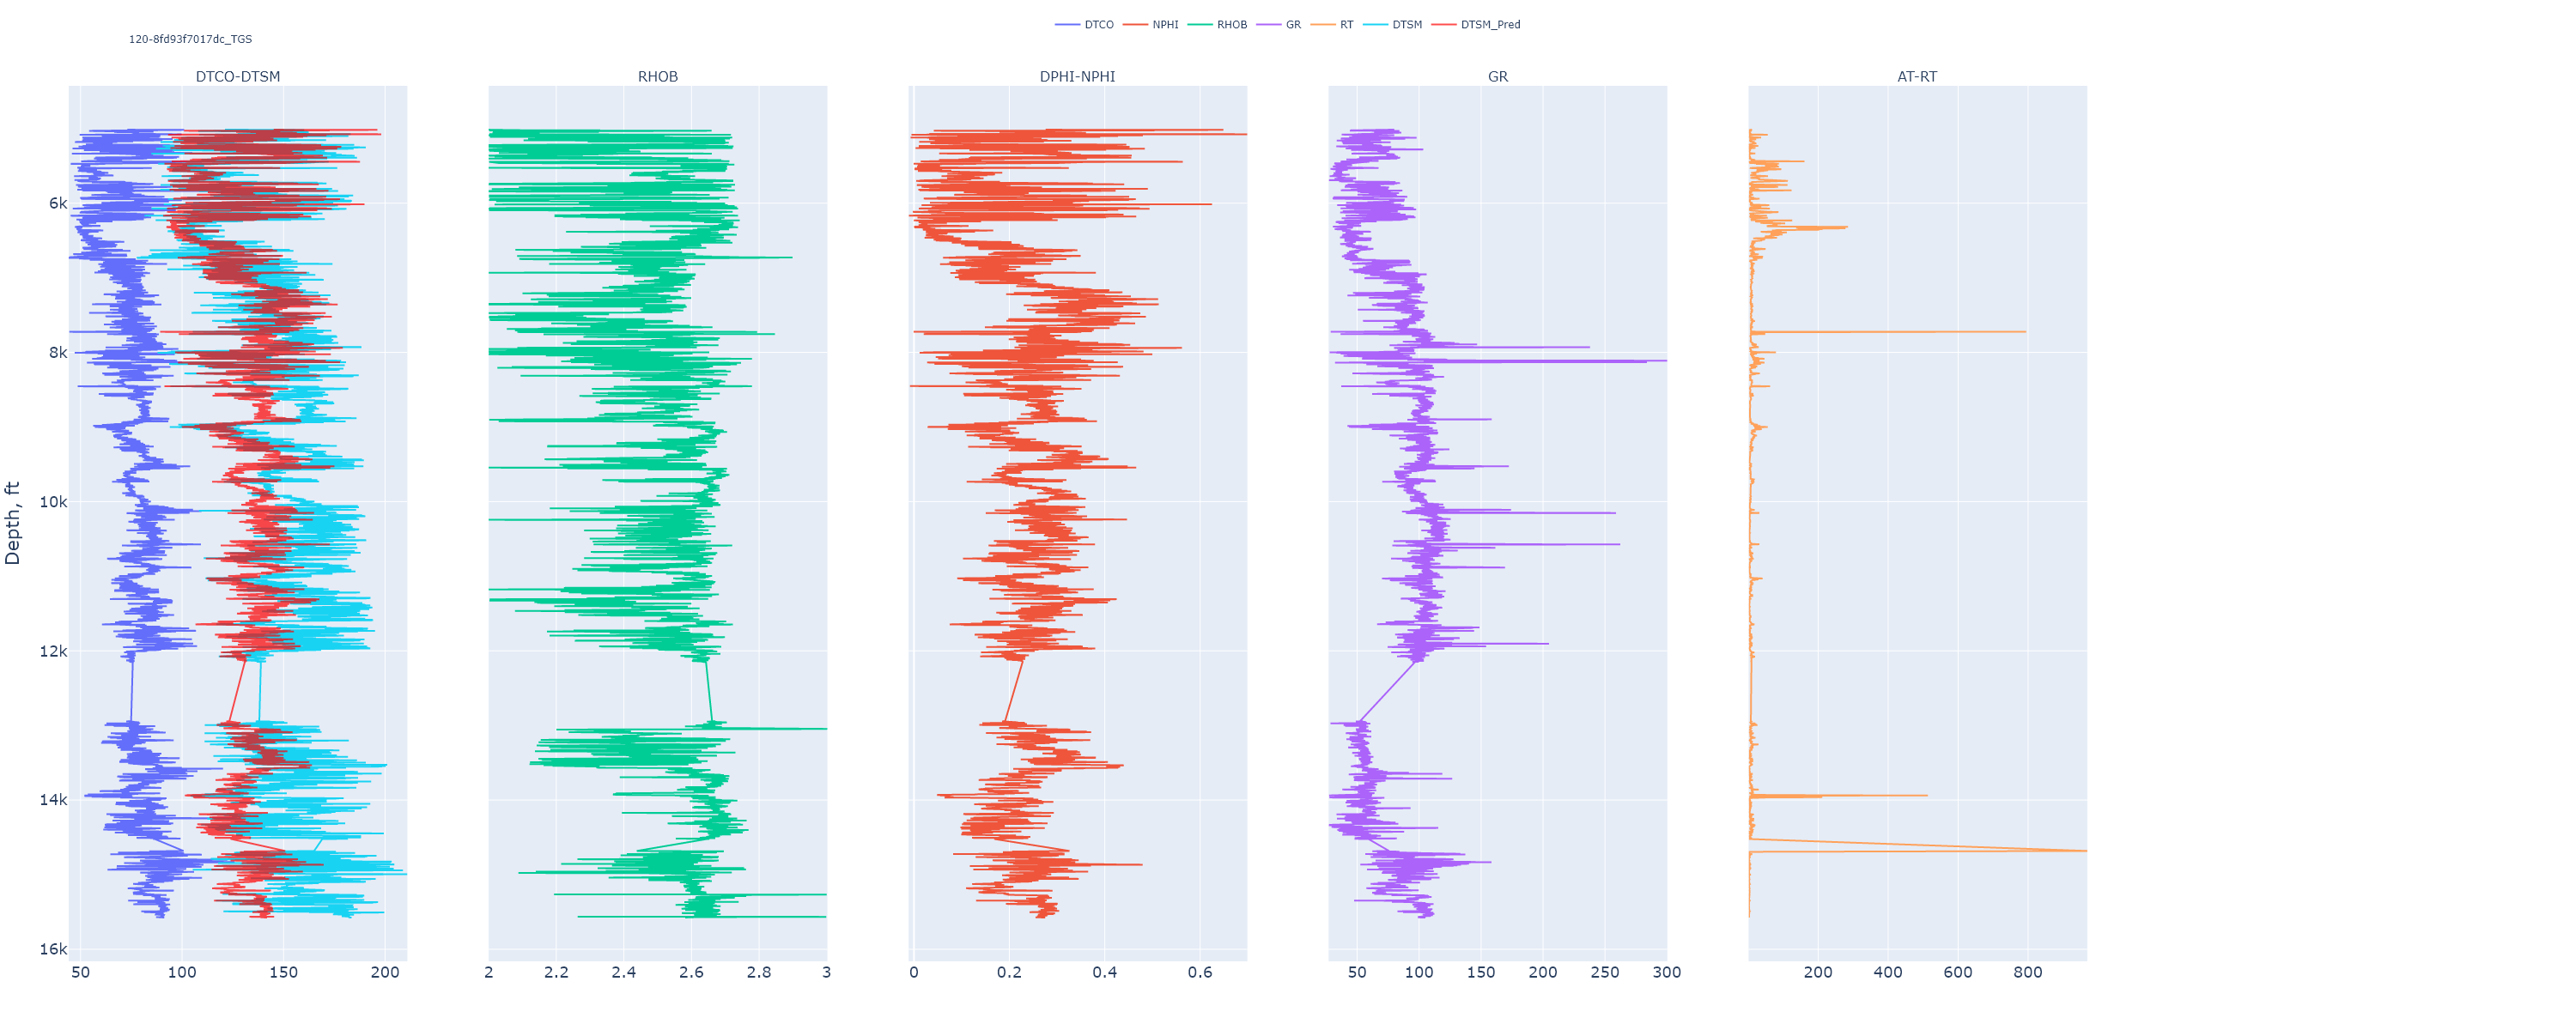 DTCO NPHI RHOB GR RT DTSM DTSM_Pred
120-8fd93f7017dc_TGS
DTCO-DTSM RHOB DPHI-NPHI GR AT-RT
6k
8k
Depth, ft
10k
12k
14k
16k
50 100 150 200 2 2.2 2.4 2.6 2.8 3 0 0.2 0.4 0.6 50 100 150 200 250 300 200 400 600 800